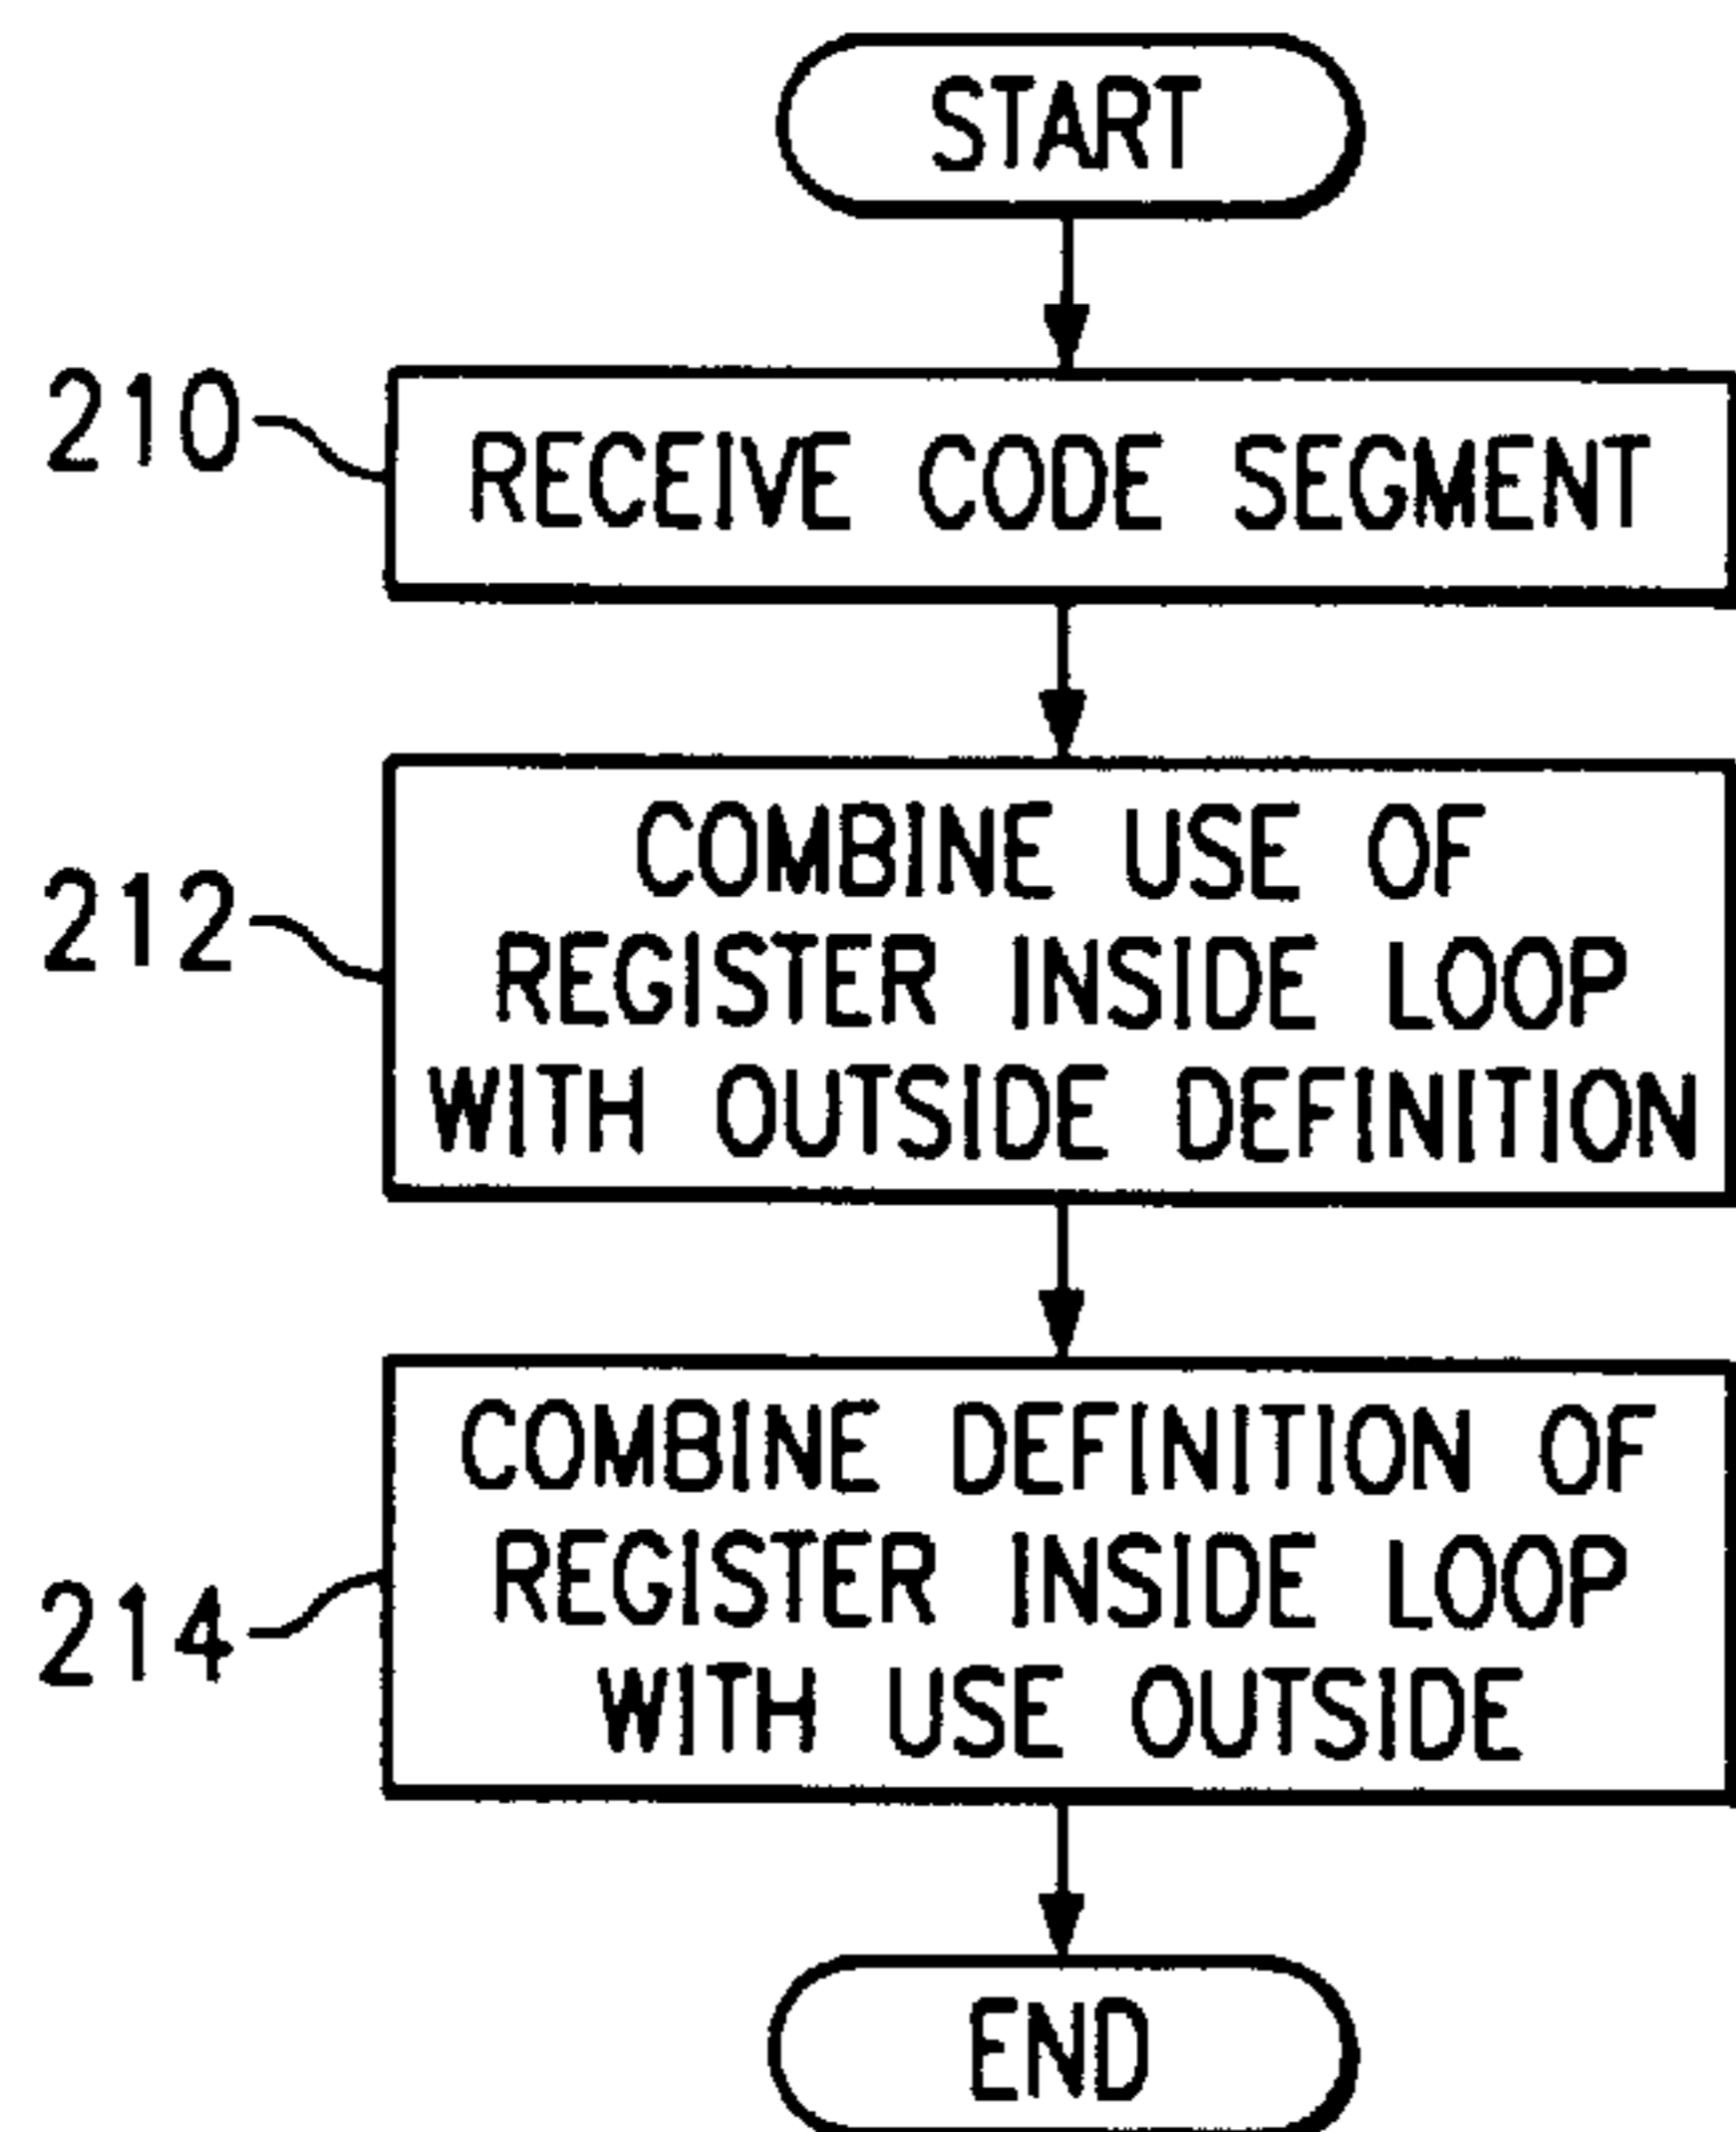 START
210
RECEIVE CODE SEGMENT
212
COMBINE USE OF
REGISTER INSIDE LOOP
WITH OUTSIDE DEFINITION
214
COMBINE DEFINITION OF
REGISTER INSIDE LOOP
WITH USE OUTSIDE
END